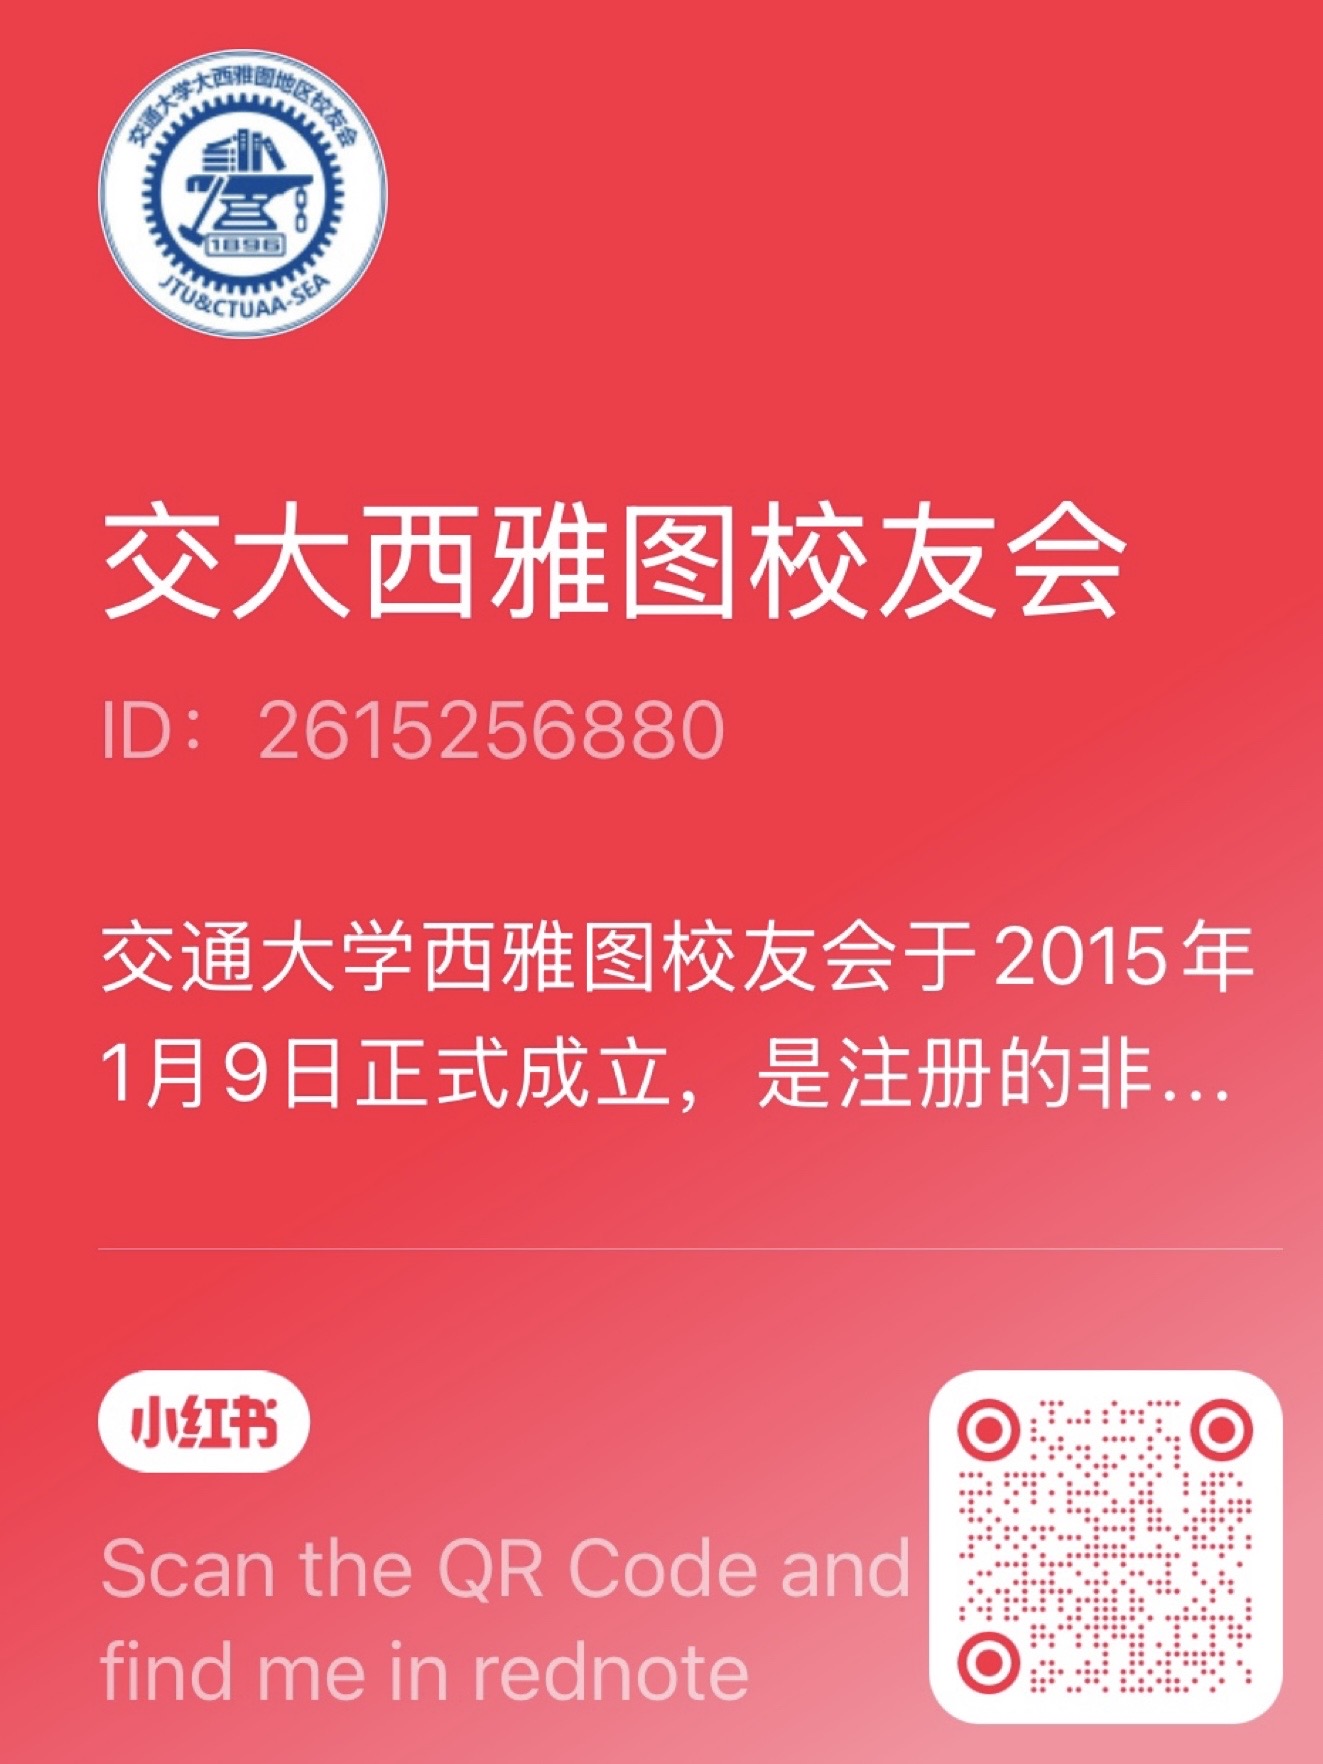 交通大学大西雅图地区校友会
1896
JTU&CTUAA-SEA
交大西雅图校友会
ID：2615256880
交通大学西雅图校友会于2015年
1月9日正式成立，是注册的非...
小红书
Scan the QR Code and
find me in rednote